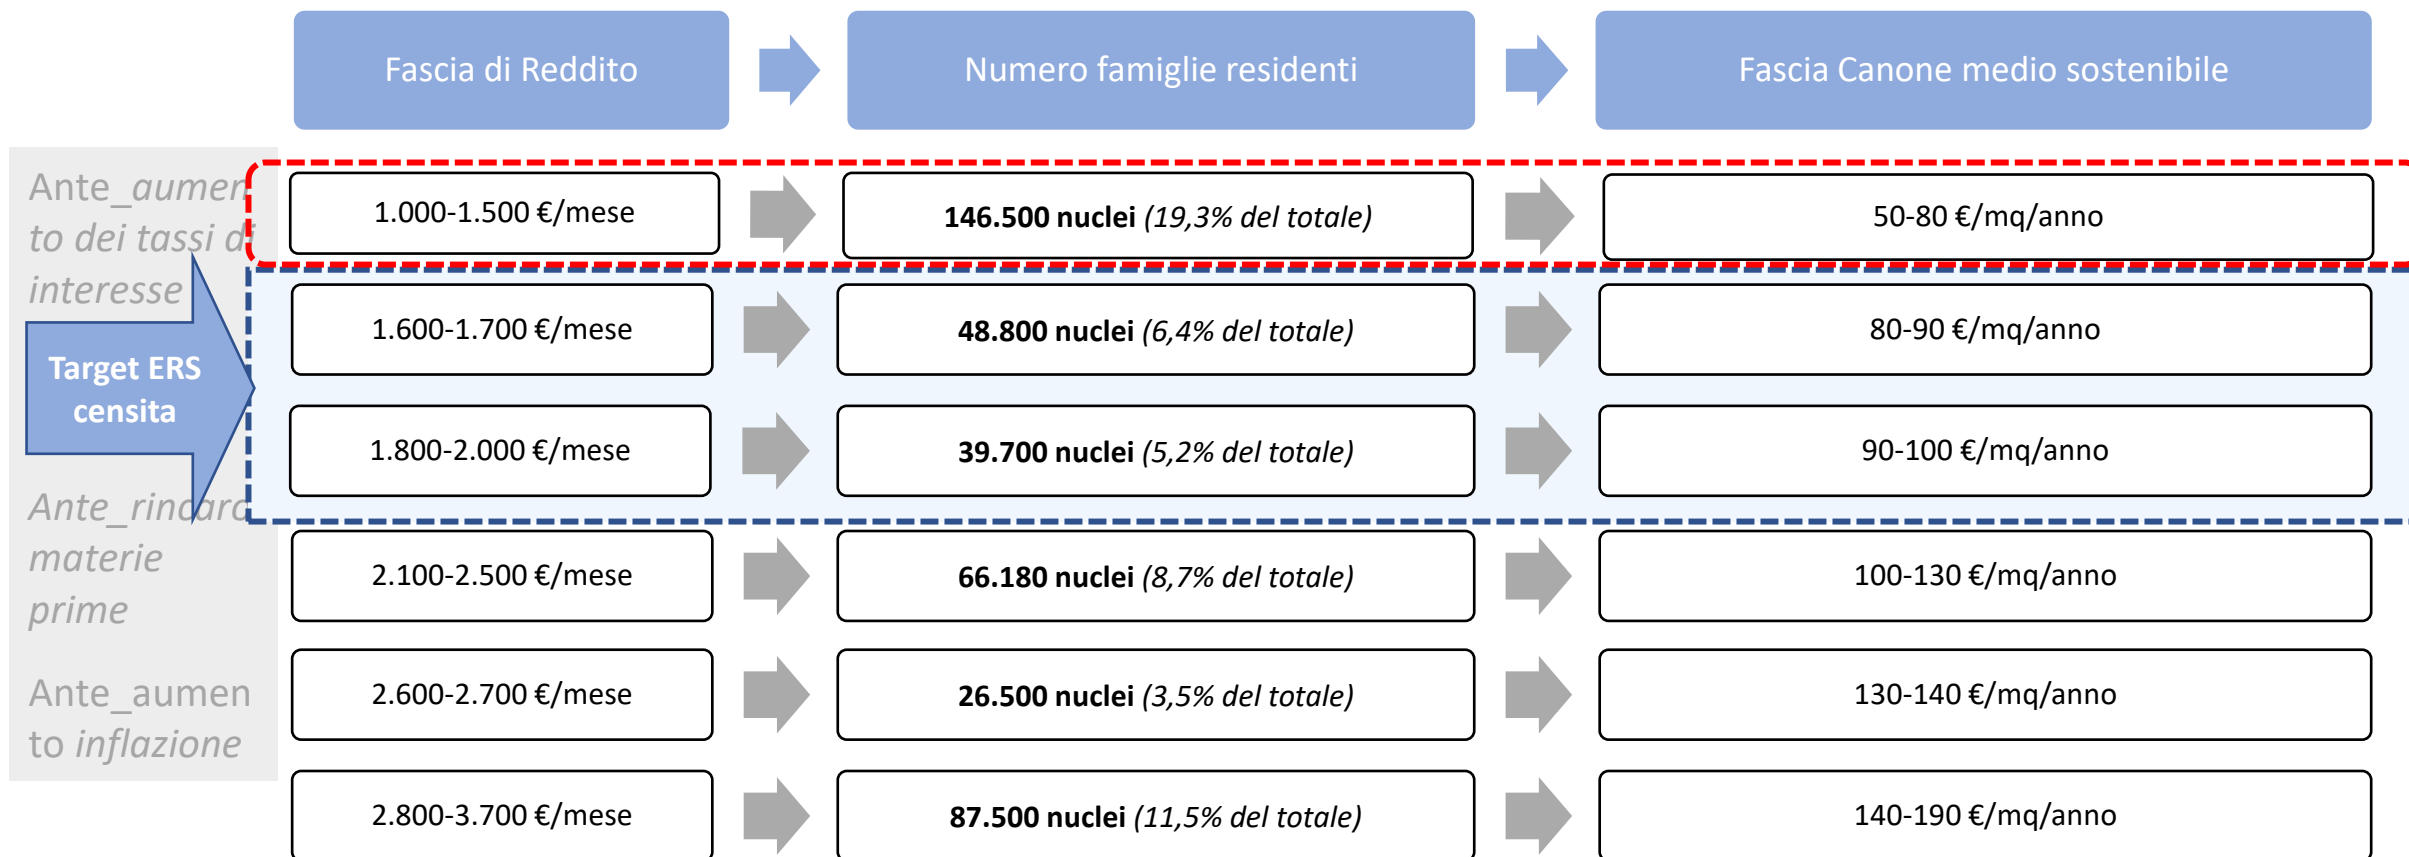 Fascia di Reddito
Numero famiglie residenti
Fascia Canone medio sostenibile
Ante_aumen
to dei tassi di
interesse
Target ERS
censita
Ante_rincaro
materie
prime
Ante_aumen
to inflazione
1.000-1.500 €/mese
146.500 nuclei (19,3% del totale)
50-80 €/mq/anno
1.600-1.700 €/mese
48.800 nuclei (6,4% del totale)
80-90 €/mq/anno
1.800-2.000 €/mese
39.700 nuclei (5,2% del totale)
90-100 €/mq/anno
2.100-2.500 €/mese
66.180 nuclei (8,7% del totale)
100-130 €/mq/anno
2.600-2.700 €/mese
26.500 nuclei (3,5% del totale)
130-140 €/mq/anno
2.800-3.700 €/mese
87.500 nuclei (11,5% del totale)
140-190 €/mq/anno